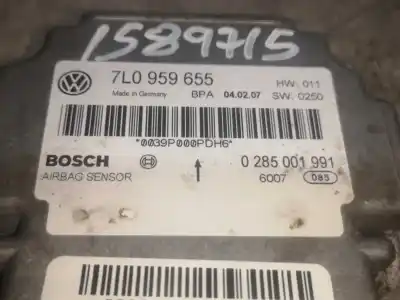 1589715
7L0 959 655
HW: 011
Made in Germany
BPA 04.02.07 SW: 0250
*0039P000PDH6*
BOSCH
0 285 001 991
AIRBAG SENSOR
6007 085